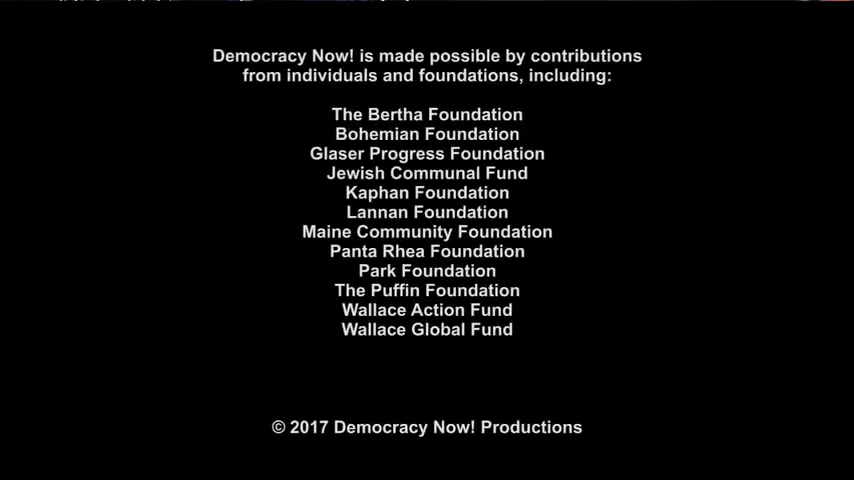 Democracy Now! is made possible by contributions
from individuals and foundations, including:
The Bertha Foundation
Bohemian Foundation
Glaser Progress Foundation
Jewish Communal Fund
Kaphan Foundation
Lannan Foundation
Maine Community Foundation
Panta Rhea Foundation
Park Foundation
The Puffin Foundation
Wallace Action Fund
Wallace Global Fund
© 2017 Democracy Now! Productions